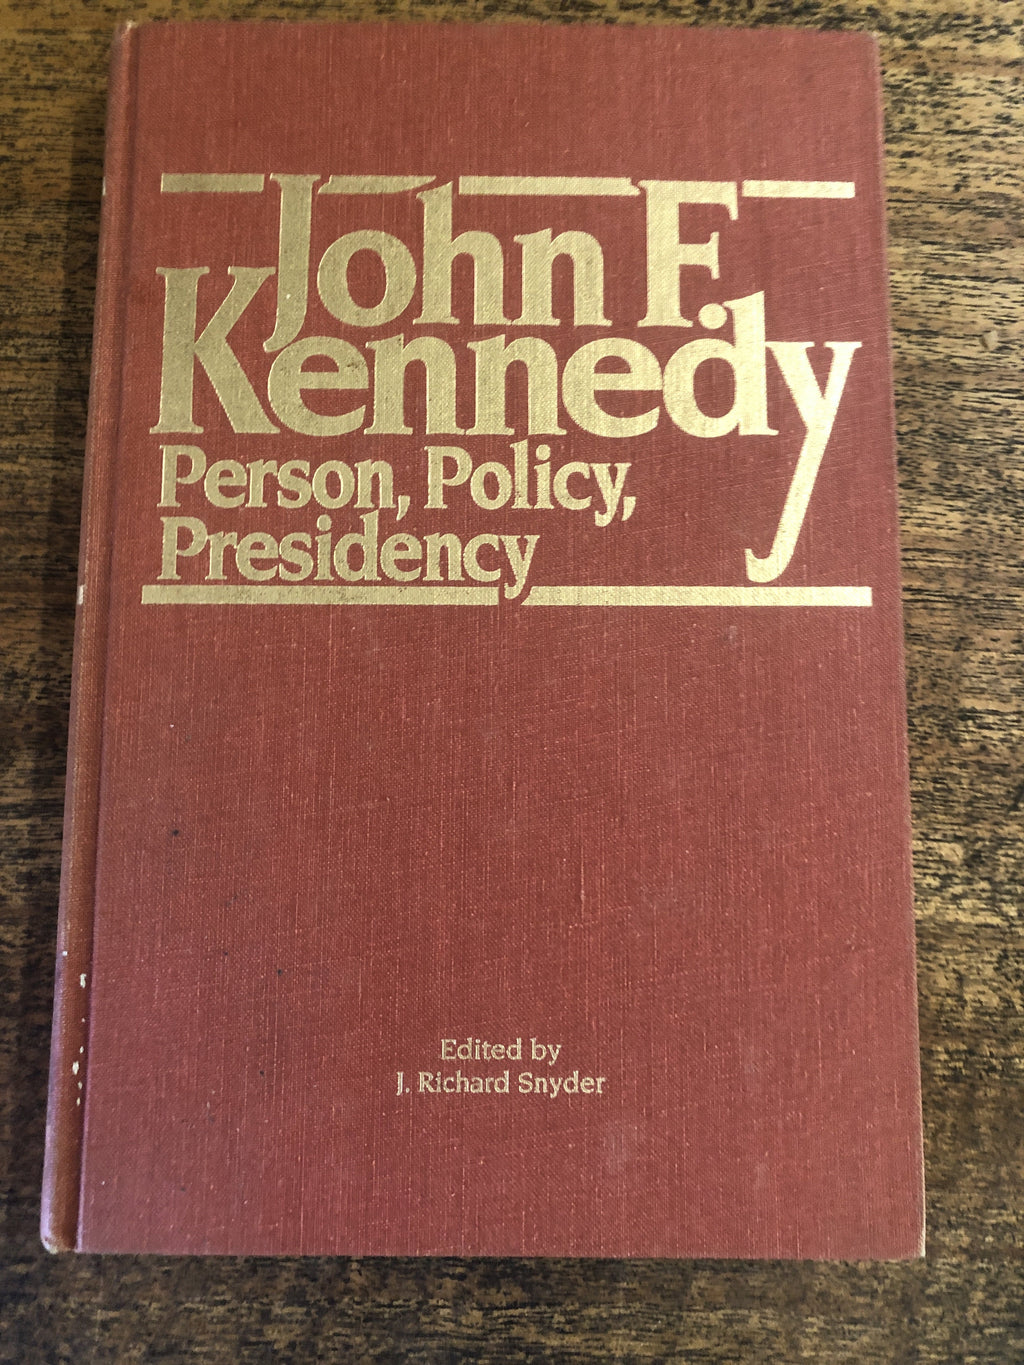 John F.
Kennedy
Person, Policy,
Presidency
Edited by
J. Richard Snyder